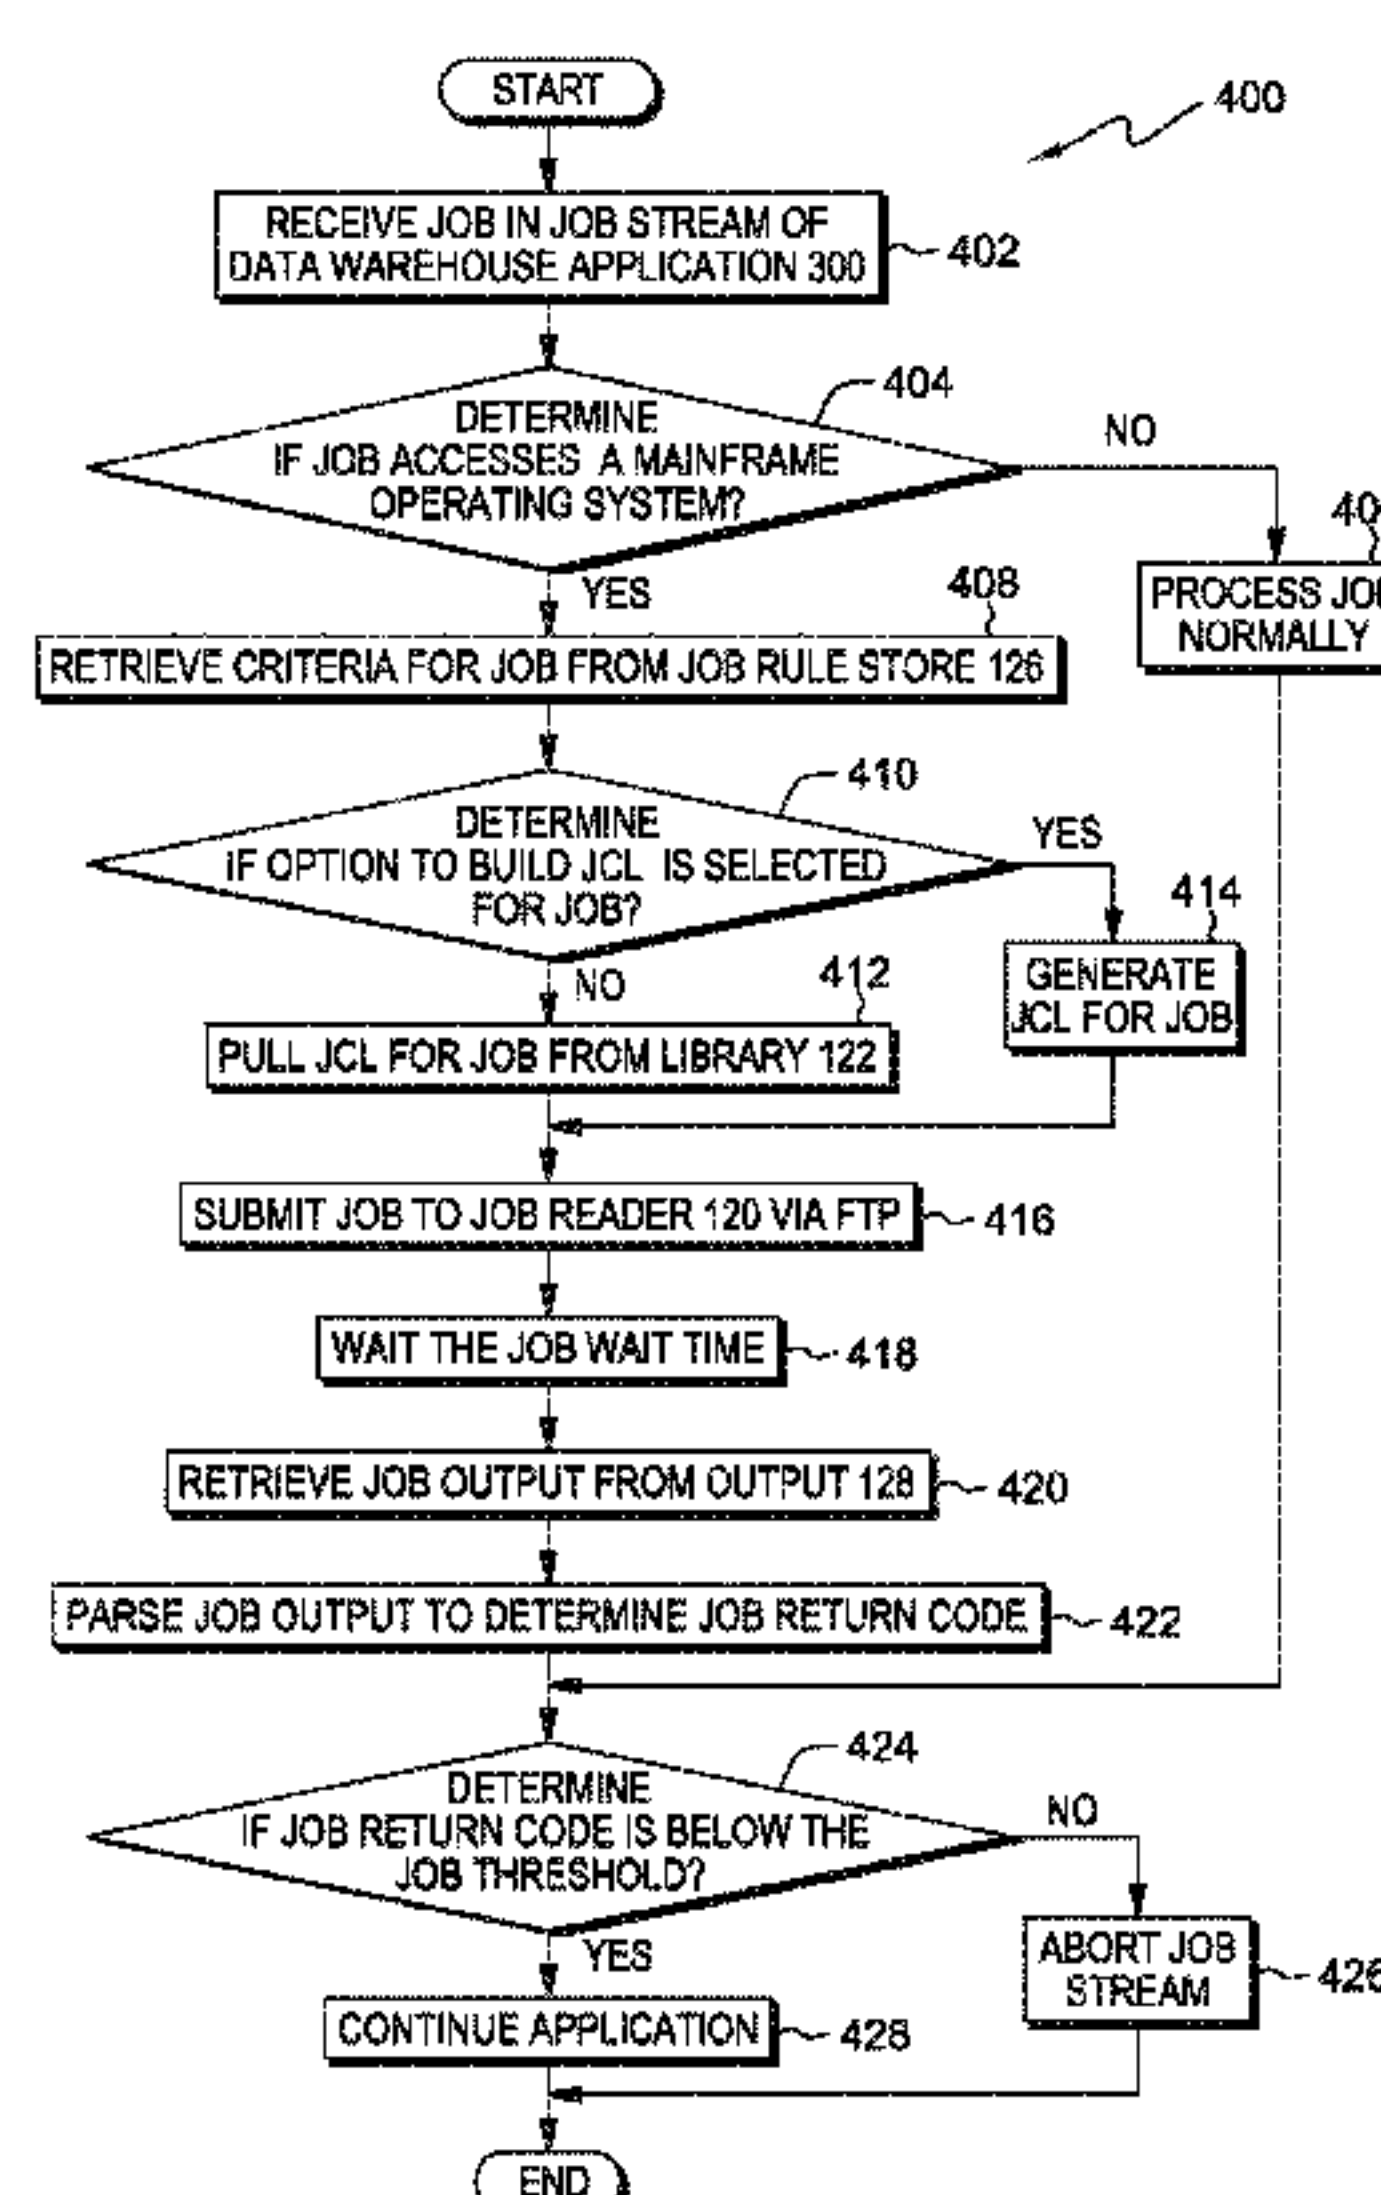 START
400
RECEIVE JOB IN JOB STREAM OF
DATA WAREHOUSE APPLICATION 300
402
404
DETERMINE
IF JOB ACCESSES A MAINFRAME
OPERATING SYSTEM?
NO
YES
PROCESS
NORMALLY
408
RETRIEVE CRITERIA FOR JOB FROM JOB RULE STORE 126
410
DETERMINE
IF OPTION TO BUILD JCL IS SELECTED
FOR JOB?
YES
NO
414
GENERATE
JCL FOR JOB
412
PULL JCL FOR JOB FROM LIBRARY 122
SUBMIT JOB TO JOB READER 120 VIA FTP
416
WAIT THE JOB WAIT TIME
418
RETRIEVE JOB OUTPUT FROM OUTPUT 128
420
PARSE JOB OUTPUT TO DETERMINE JOB RETURN CODE
422
424
DETERMINE
IF JOB RETURN CODE IS BELOW THE
JOB THRESHOLD?
NO
YES
ABORT JOB
STREAM
426
CONTINUE APPLICATION
428
END